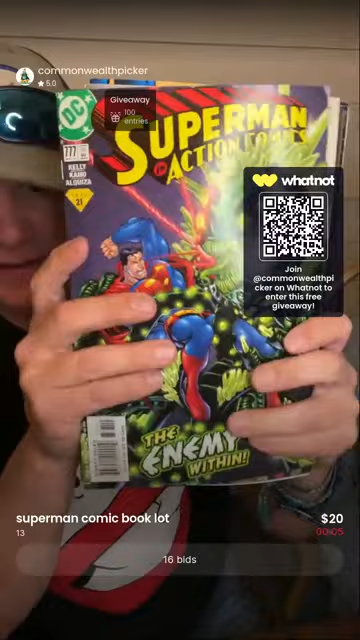 commonwealthpicker
★ 5.0
Giveaway
100
entries
DC
SUPERMAN
IN ACTION COMICS
777
KELLY
KANO
ALQUIZA
21
whatnot
Join
@commonwealthpi
cker on Whatnot to
enter this free
giveaway!
THE
ENEMY
WITHIN!
superman comic book lot
$20
13
00:05
16 bids